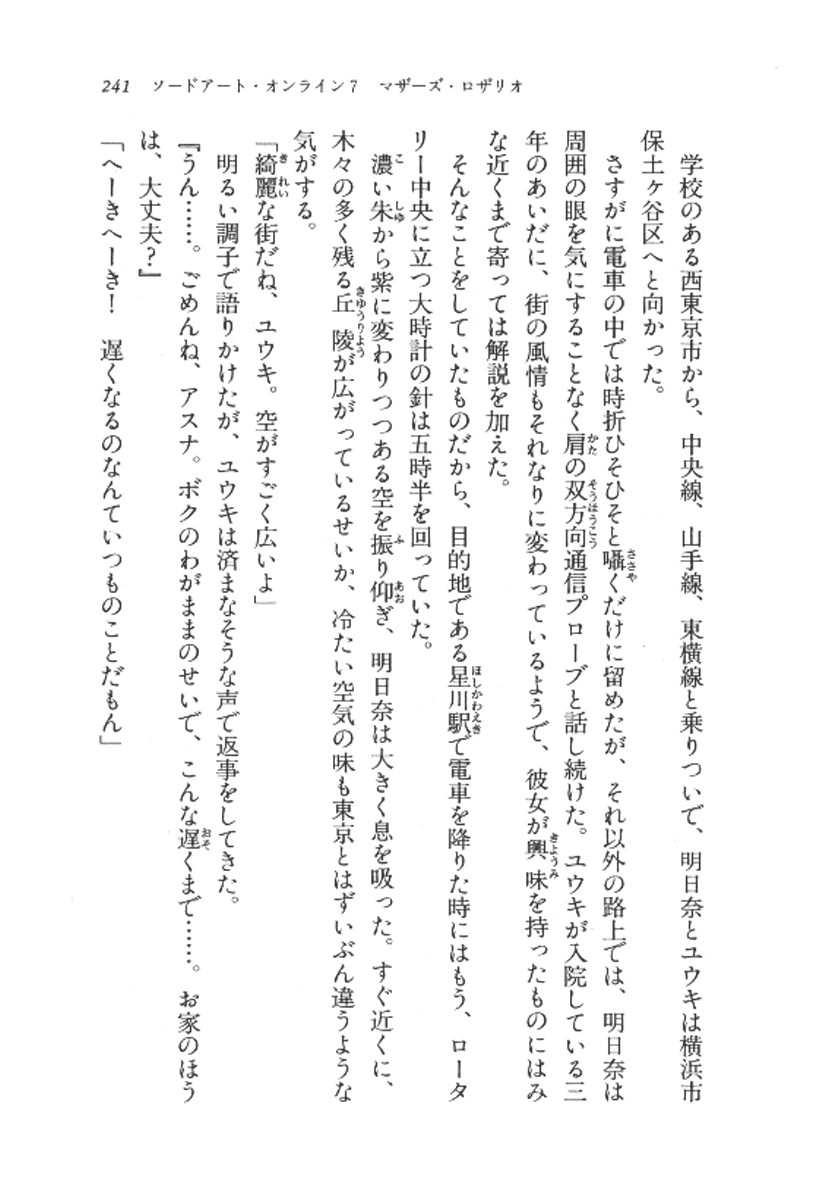 241　ソードアート・オンライン7　マザーズ・ロザリオ
　学校のある西東京市から、中央線、山手線、東横線と乗りついで、明日奈とユウキは横浜市
保土ヶ谷区へと向かった。
　さすがに電車の中では時折ひそひそと囁くだけに留めたが、それ以外の路上では、明日奈は
周囲の眼を気にすることなく肩の双方向通信プローブと話し続けた。ユウキが入院している三
年のあいだに、街の風情もそれなりに変わっているようで、彼女が興味を持ったものにはみ
な近くまで寄っては解説を加えた。
　そんなことをしていたものだから、目的地である星川駅で電車を降りた時にはもう、ロータ
リー中央に立つ大時計の針は五時半を回っていた。
　濃い朱から紫に変わりつつある空を振り仰ぎ、明日奈は大きく息を吸った。すぐ近くに、
木々の多く残る丘陵が広がっているせいか、冷たい空気の味も東京とはずいぶん違うような
気がする。
「綺麗な街だね、ユウキ。空がすごく広いよ」
　明るい調子で語りかけたが、ユウキは済まなそうな声で返事をしてきた。
『うん……。ごめんね、アスナ。ボクのわがままのせいで、こんな遅くまで……。お家のほう
は、大丈夫？』
「へーきへーき！　遅くなるのなんていつものことだもん」